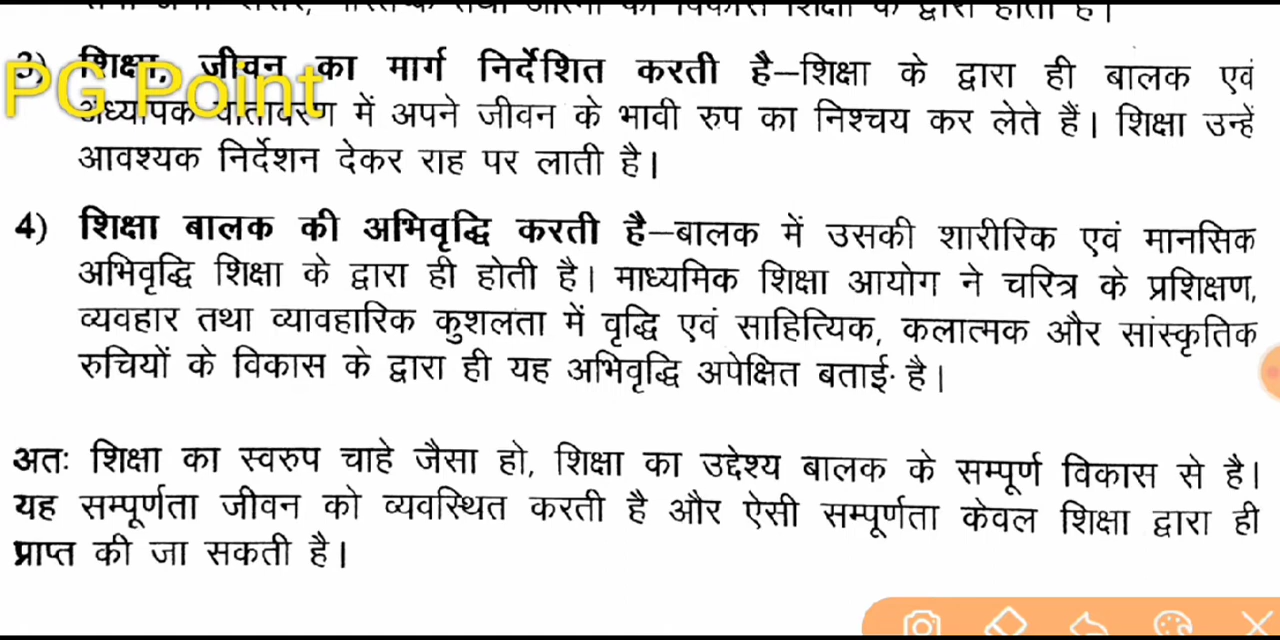 3) शिक्षा, जीवन का मार्ग निर्देशित करती है–शिक्षा के द्वारा ही बालक एवं
PG Point
अध्यापक वातावरण में अपने जीवन के भावी रुप का निश्चय कर लेते हैं। शिक्षा उन्हें
आवश्यक निर्देशन देकर राह पर लाती है।
4) शिक्षा बालक की अभिवृद्धि करती है–बालक में उसकी शारीरिक एवं मानसिक
अभिवृद्धि शिक्षा के द्वारा ही होती है। माध्यमिक शिक्षा आयोग ने चरित्र के प्रशिक्षण,
व्यवहार तथा व्यावहारिक कुशलता में वृद्धि एवं साहित्यिक, कलात्मक और सांस्कृतिक
रुचियों के विकास के द्वारा ही यह अभिवृद्धि अपेक्षित बताई है।
अतः शिक्षा का स्वरुप चाहे जैसा हो, शिक्षा का उद्देश्य बालक के सम्पूर्ण विकास से है।
यह सम्पूर्णता जीवन को व्यवस्थित करती है और ऐसी सम्पूर्णता केवल शिक्षा द्वारा ही
प्राप्त की जा सकती है।